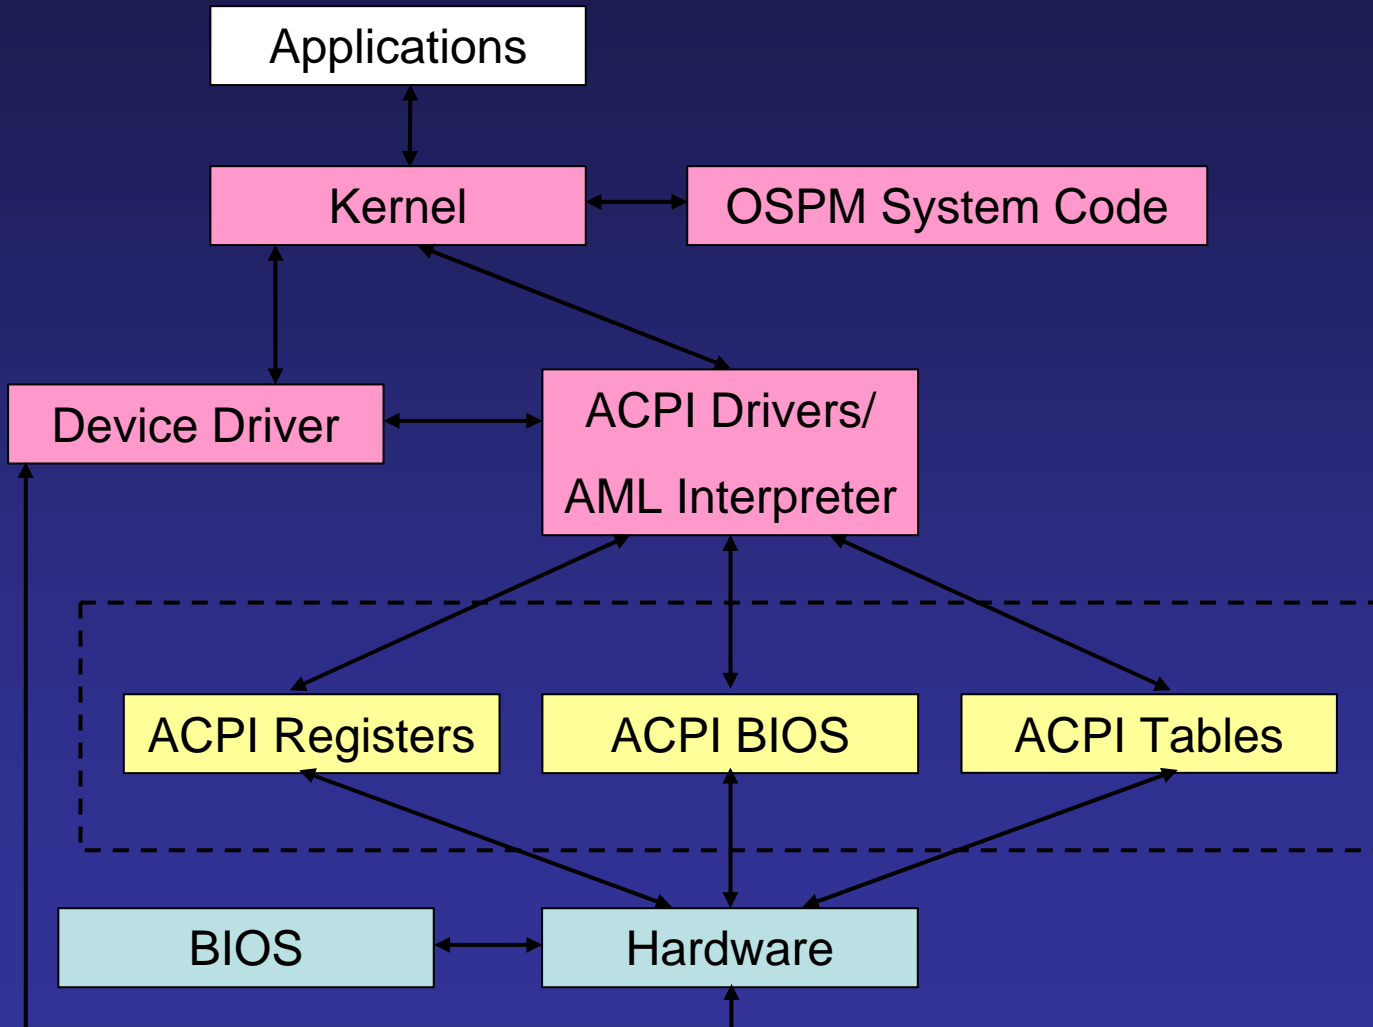 Applications
Kernel
OSPM System Code
Device Driver
ACPI Drivers/
AML Interpreter
ACPI Registers
ACPI BIOS
ACPI Tables
BIOS
Hardware